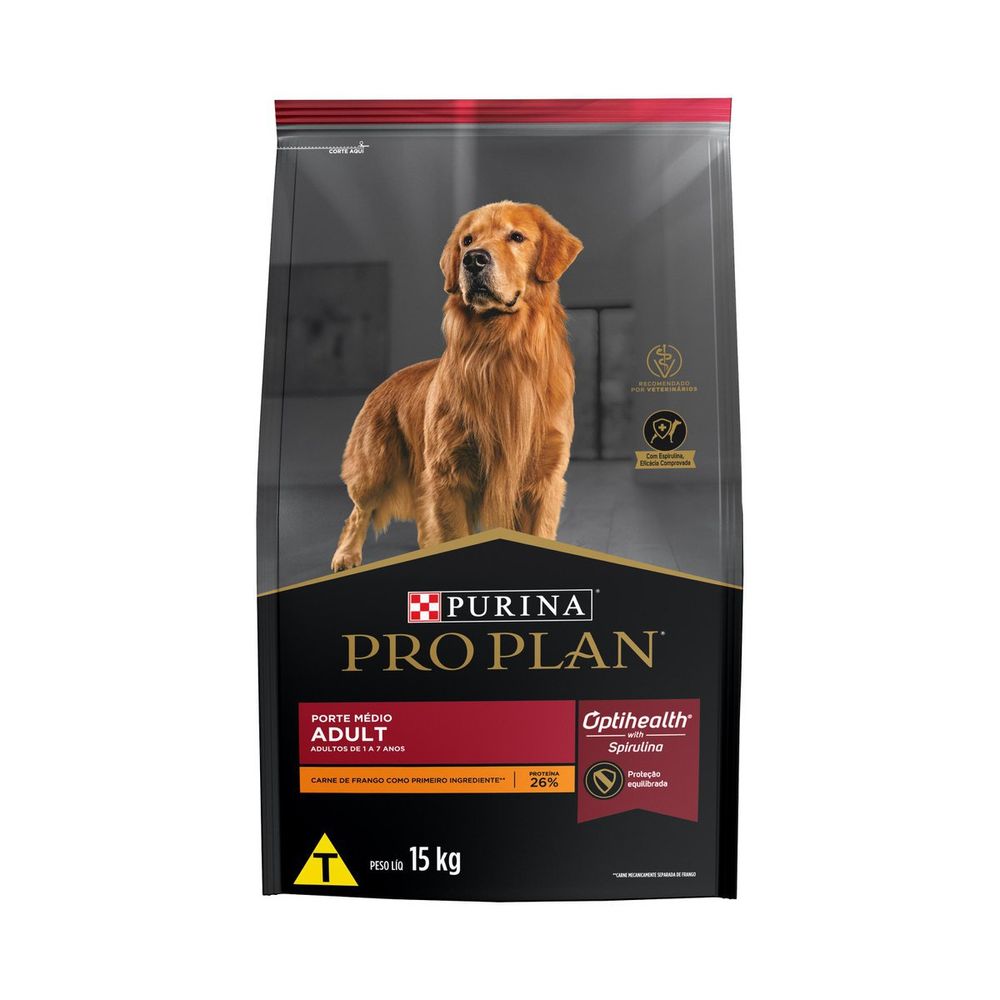 CORTE AQUI
RECOMENDADO
POR VETERINÁRIOS
Com Espirulina,
Eficácia Comprovada
PURINA®
PRO PLAN®
PORTE MÉDIO
ADULT
ADULTOS DE 1 A 7 ANOS
CARNE DE FRANGO COMO PRIMEIRO INGREDIENTE**
PROTEÍNA
26%
Optihealth®
with
Spirulina
Proteção
equilibrada
T
PESO LÍQ 15 kg
**CARNE MECANICAMENTE SEPARADA DE FRANGO